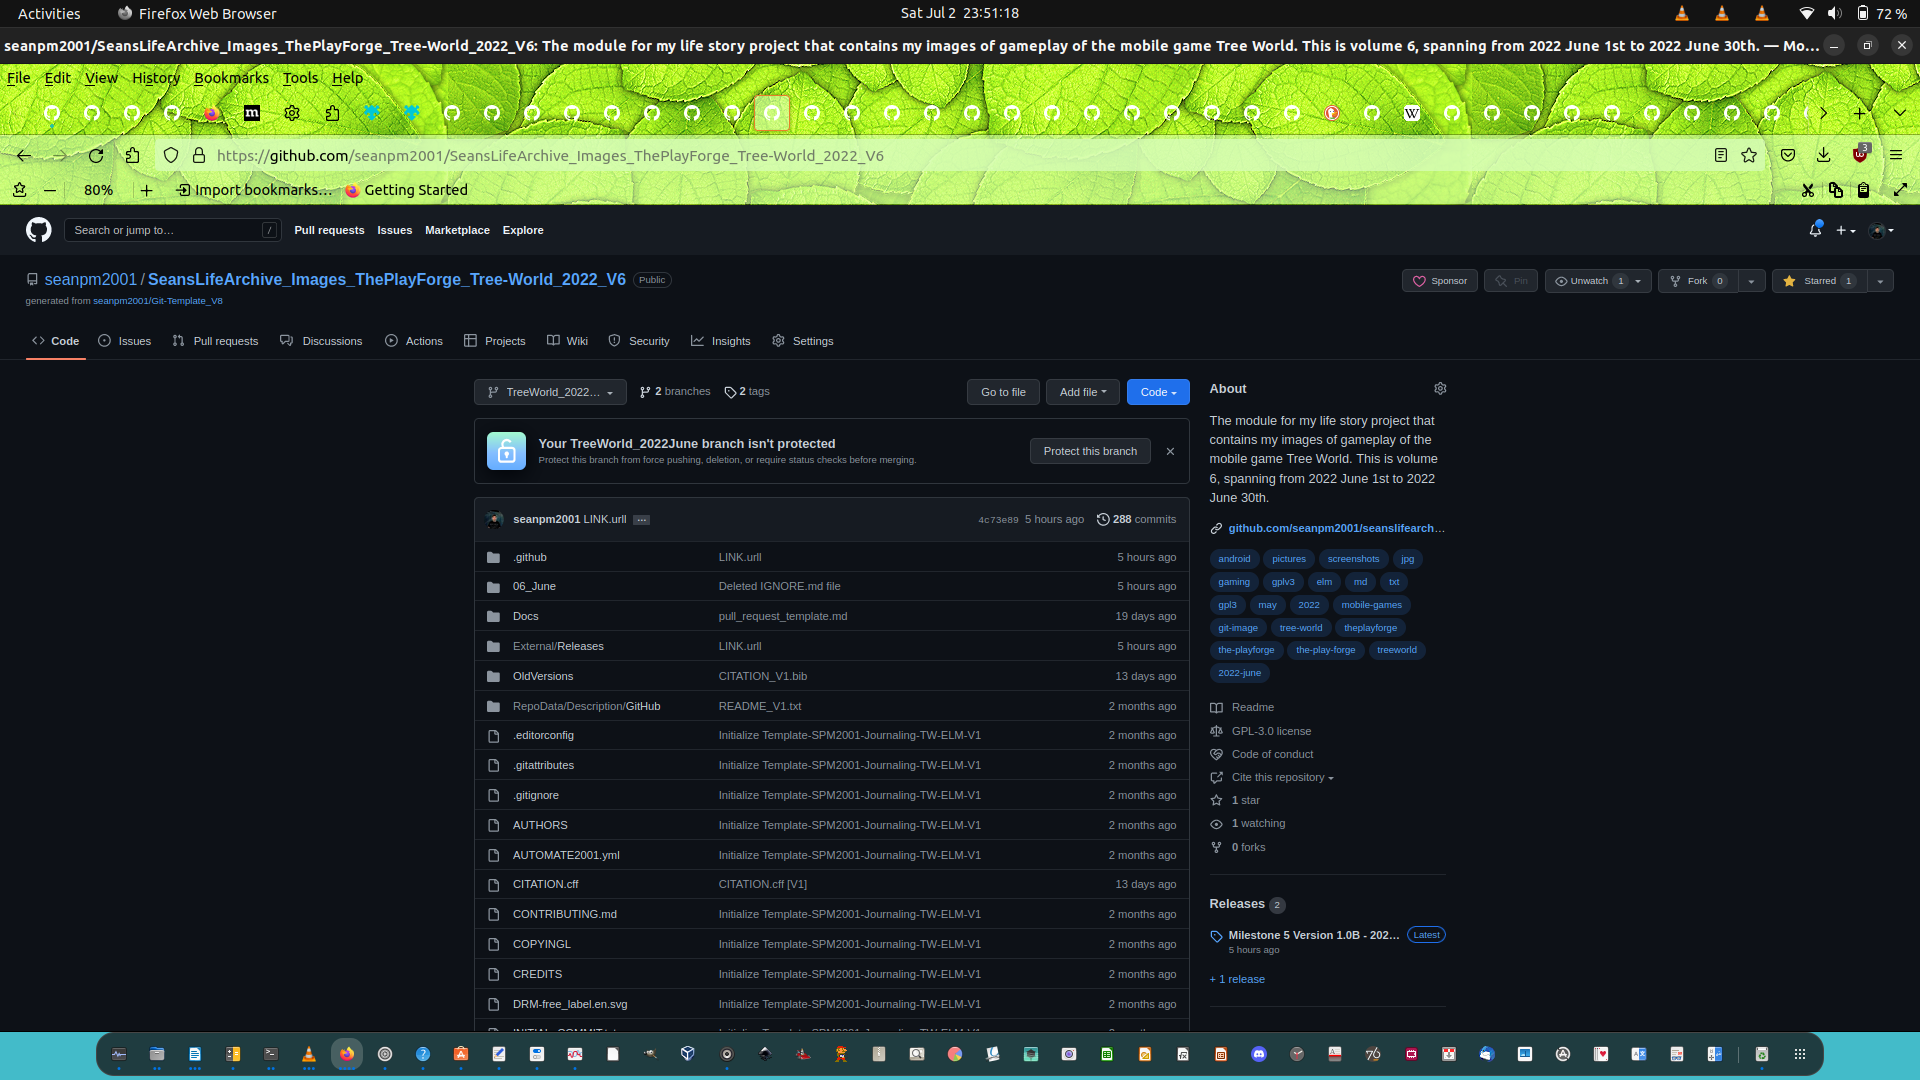 Activities
Firefox Web Browser
Sat Jul 2 23:51:18
72 %
seanpm2001/SeansLifeArchive_Images_ThePlayForge_Tree-World_2022_V6: The module for my life story project that contains my images of gameplay of the mobile game Tree World. This is volume 6, spanning from 2022 June 1st to 2022 June 30th. — Mo…
File Edit View History Bookmarks Tools Help
https://github.com/seanpm2001/SeansLifeArchive_Images_ThePlayForge_Tree-World_2022_V6
3
80%
Import bookmarks…
Getting Started
Search or jump to…
/
Pull requests Issues Marketplace Explore
seanpm2001 / SeansLifeArchive_Images_ThePlayForge_Tree-World_2022_V6 Public
generated from seanpm2001/Git-Template_V8
Sponsor Pin Unwatch 1 Fork 0 Starred 1
Code Issues Pull requests Discussions Actions Projects Wiki Security Insights Settings
TreeWorld_2022… 2 branches 2 tags
Go to file Add file Code
Your TreeWorld_2022June branch isn't protected
Protect this branch from force pushing, deletion, or require status checks before merging.
Protect this branch
seanpm2001 LINK.urll … 4c73e89 5 hours ago 288 commits
.github LINK.urll 5 hours ago
06_June Deleted IGNORE.md file 5 hours ago
Docs pull_request_template.md 19 days ago
External/Releases LINK.urll 5 hours ago
OldVersions CITATION_V1.bib 13 days ago
RepoData/Description/GitHub README_V1.txt 2 months ago
.editorconfig Initialize Template-SPM2001-Journaling-TW-ELM-V1 2 months ago
.gitattributes Initialize Template-SPM2001-Journaling-TW-ELM-V1 2 months ago
.gitignore Initialize Template-SPM2001-Journaling-TW-ELM-V1 2 months ago
AUTHORS Initialize Template-SPM2001-Journaling-TW-ELM-V1 2 months ago
AUTOMATE2001.yml Initialize Template-SPM2001-Journaling-TW-ELM-V1 2 months ago
CITATION.cff CITATION.cff [V1] 13 days ago
CONTRIBUTING.md Initialize Template-SPM2001-Journaling-TW-ELM-V1 2 months ago
COPYINGL Initialize Template-SPM2001-Journaling-TW-ELM-V1 2 months ago
CREDITS Initialize Template-SPM2001-Journaling-TW-ELM-V1 2 months ago
DRM-free_label.en.svg Initialize Template-SPM2001-Journaling-TW-ELM-V1 2 months ago
About
The module for my life story project that
contains my images of gameplay of the
mobile game Tree World. This is volume
6, spanning from 2022 June 1st to 2022
June 30th.
github.com/seanpm2001/seanslifearch…
android pictures screenshots jpg
gaming gplv3 elm md txt
gpl3 may 2022 mobile-games
git-image tree-world theplayforge
the-playforge the-play-forge treeworld
2022-june
Readme
GPL-3.0 license
Code of conduct
Cite this repository
1 star
1 watching
0 forks
Releases 2
Milestone 5 Version 1.0B - 202… Latest
5 hours ago
+ 1 release